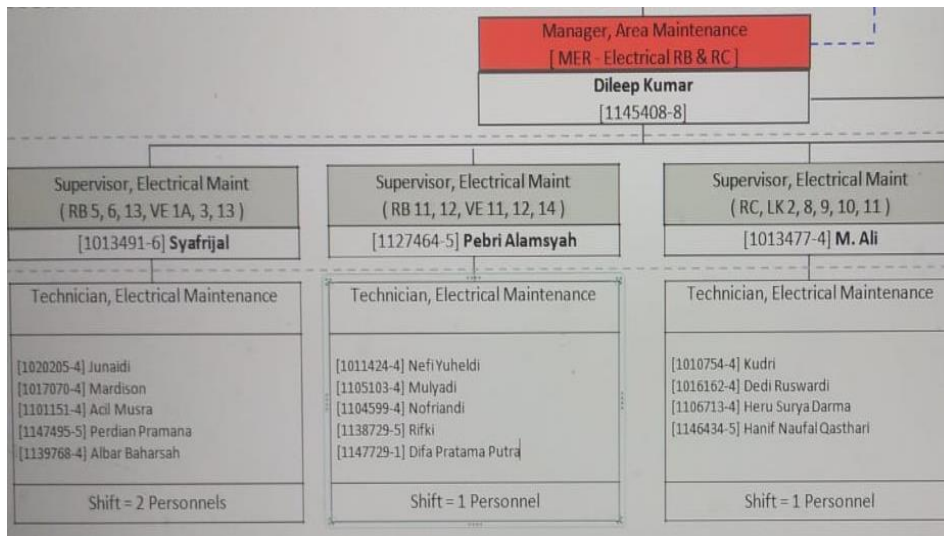 Manager, Area Maintenance
[ MER - Electrical RB & RC ]
Dileep Kumar
[1145408-8]
Supervisor, Electrical Maint
( RB 5, 6, 13, VE 1A, 3, 13 )
[1013491-6] Syafrijal
Supervisor, Electrical Maint
( RB 11, 12, VE 11, 12, 14 )
[1127464-5] Pebri Alamsyah
Supervisor, Electrical Maint
( RC, LK 2, 8, 9, 10, 11 )
[1013477-4] M. Ali
Technician, Electrical Maintenance
[1020205-4] Junaidi
[1017070-4] Mardison
[1101151-4] Acil Musra
[1147495-5] Perdian Pramana
[1139768-4] Albar Baharsah
Shift = 2 Personnels
Technician, Electrical Maintenance
[1011424-4] Nefi Yuheldi
[1105103-4] Mulyadi
[1104599-4] Nofriandi
[1138729-5] Rifki
[1147729-1] Difa Pratama Putra
Shift = 1 Personnel
Technician, Electrical Maintenance
[1010754-4] Kudri
[1016162-4] Dedi Ruswardi
[1106713-4] Heru Surya Darma
[1146434-5] Hanif Naufal Qasthari
Shift = 1 Personnel